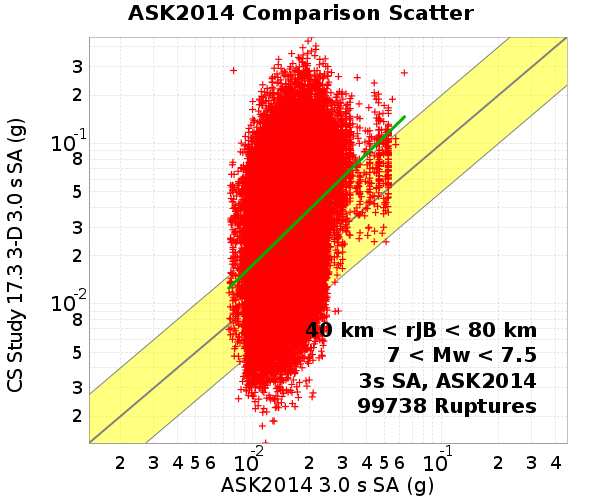 ASK2014 Comparison Scatter
CS Study 17.3 3-D 3.0 s SA (g)
3
2
10-1
8
5
3
2
10-2
8
5
3
2
40 km < rJB < 80 km
7 < Mw < 7.5
3s SA, ASK2014
99738 Ruptures
2 3 4 5 6 10-2 2 3 4 5 6 10-1 2 3 4
ASK2014 3.0 s SA (g)